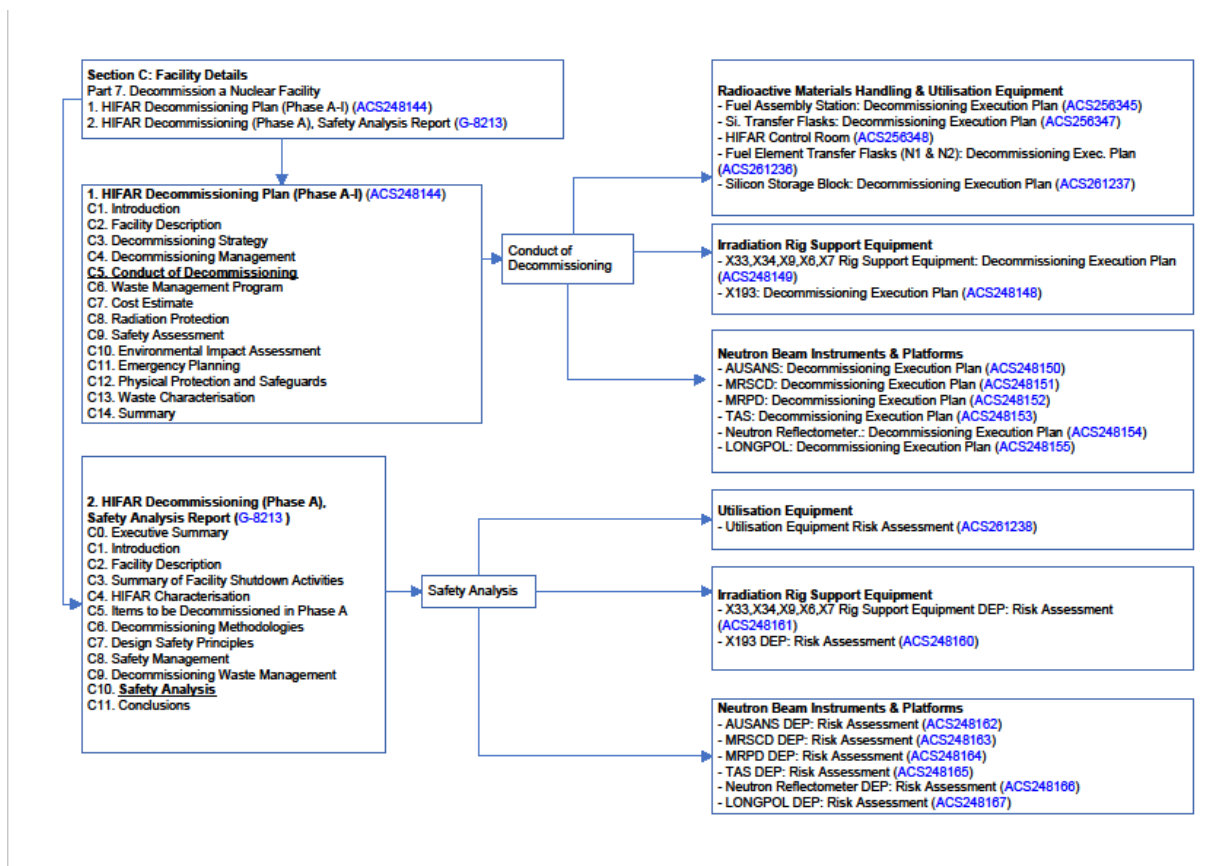 Section C: Facility Details
Part 7. Decommission a Nuclear Facility
1. HIFAR Decommissioning Plan (Phase A-I) (ACS248144)
2. HIFAR Decommissioning (Phase A), Safety Analysis Report (G-8213)
1. HIFAR Decommissioning Plan (Phase A-I) (ACS248144)
C1. Introduction
C2. Facility Description
C3. Decommissioning Strategy
C4. Decommissioning Management
C5. Conduct of Decommissioning
C6. Waste Management Program
C7. Cost Estimate
C8. Radiation Protection
C9. Safety Assessment
C10. Environmental Impact Assessment
C11. Emergency Planning
C12. Physical Protection and Safeguards
C13. Waste Characterisation
C14. Summary
Conduct of
Decommissioning
Radioactive Materials Handling & Utilisation Equipment
- Fuel Assembly Station: Decommissioning Execution Plan (ACS256345)
- Si. Transfer Flasks: Decommissioning Execution Plan (ACS256347)
- HIFAR Control Room (ACS256348)
- Fuel Element Transfer Flasks (N1 & N2): Decommissioning Exec. Plan
(ACS261236)
- Silicon Storage Block: Decommissioning Execution Plan (ACS261237)
Irradiation Rig Support Equipment
- X33,X34,X9,X6,X7 Rig Support Equipment: Decommissioning Execution Plan
(ACS248149)
- X193: Decommissioning Execution Plan (ACS248148)
Neutron Beam Instruments & Platforms
- AUSANS: Decommissioning Execution Plan (ACS248150)
- MRSCD: Decommissioning Execution Plan (ACS248151)
- MRPD: Decommissioning Execution Plan (ACS248152)
- TAS: Decommissioning Execution Plan (ACS248153)
- Neutron Reflectometer.: Decommissioning Execution Plan (ACS248154)
- LONGPOL: Decommissioning Execution Plan (ACS248155)
2. HIFAR Decommissioning (Phase A),
Safety Analysis Report (G-8213 )
C0. Executive Summary
C1. Introduction
C2. Facility Description
C3. Summary of Facility Shutdown Activities
C4. HIFAR Characterisation
C5. Items to be Decommissioned in Phase A
C6. Decommissioning Methodologies
C7. Design Safety Principles
C8. Safety Management
C9. Decommissioning Waste Management
C10. Safety Analysis
C11. Conclusions
Safety Analysis
Utilisation Equipment
- Utilisation Equipment Risk Assessment (ACS261238)
Irradiation Rig Support Equipment
- X33,X34,X9,X6,X7 Rig Support Equipment DEP: Risk Assessment
(ACS248161)
- X193 DEP: Risk Assessment (ACS248160)
Neutron Beam Instruments & Platforms
- AUSANS DEP: Risk Assessment (ACS248162)
- MRSCD DEP: Risk Assessment (ACS248163)
- MRPD DEP: Risk Assessment (ACS248164)
- TAS DEP: Risk Assessment (ACS248165)
- Neutron Reflectometer DEP: Risk Assessment (ACS248166)
- LONGPOL DEP: Risk Assessment (ACS248167)